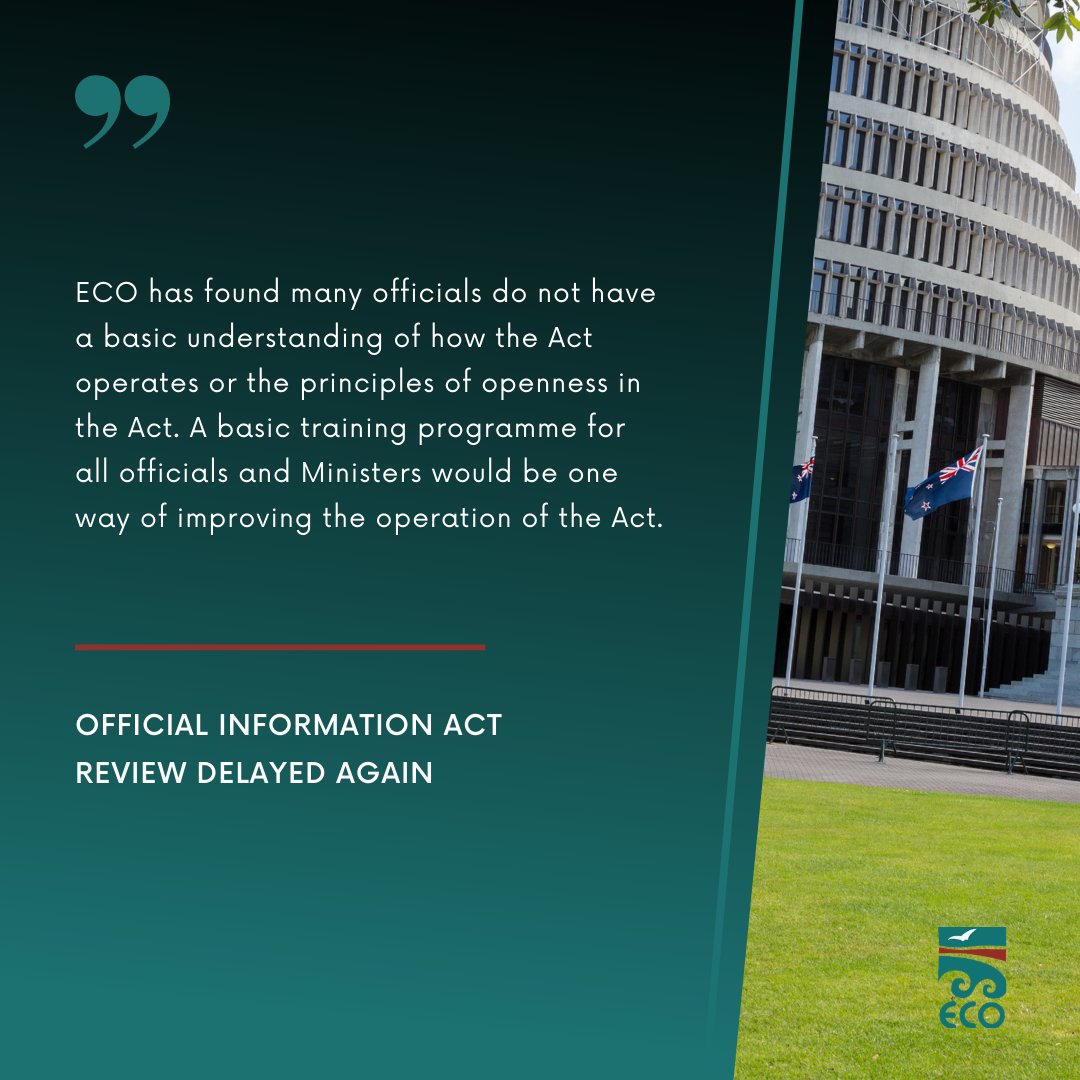 ECO has found many officials do not have
a basic understanding of how the Act
operates or the principles of openness in
the Act. A basic training programme for
all officials and Ministers would be one
way of improving the operation of the Act.
OFFICIAL INFORMATION ACT
REVIEW DELAYED AGAIN
ECO